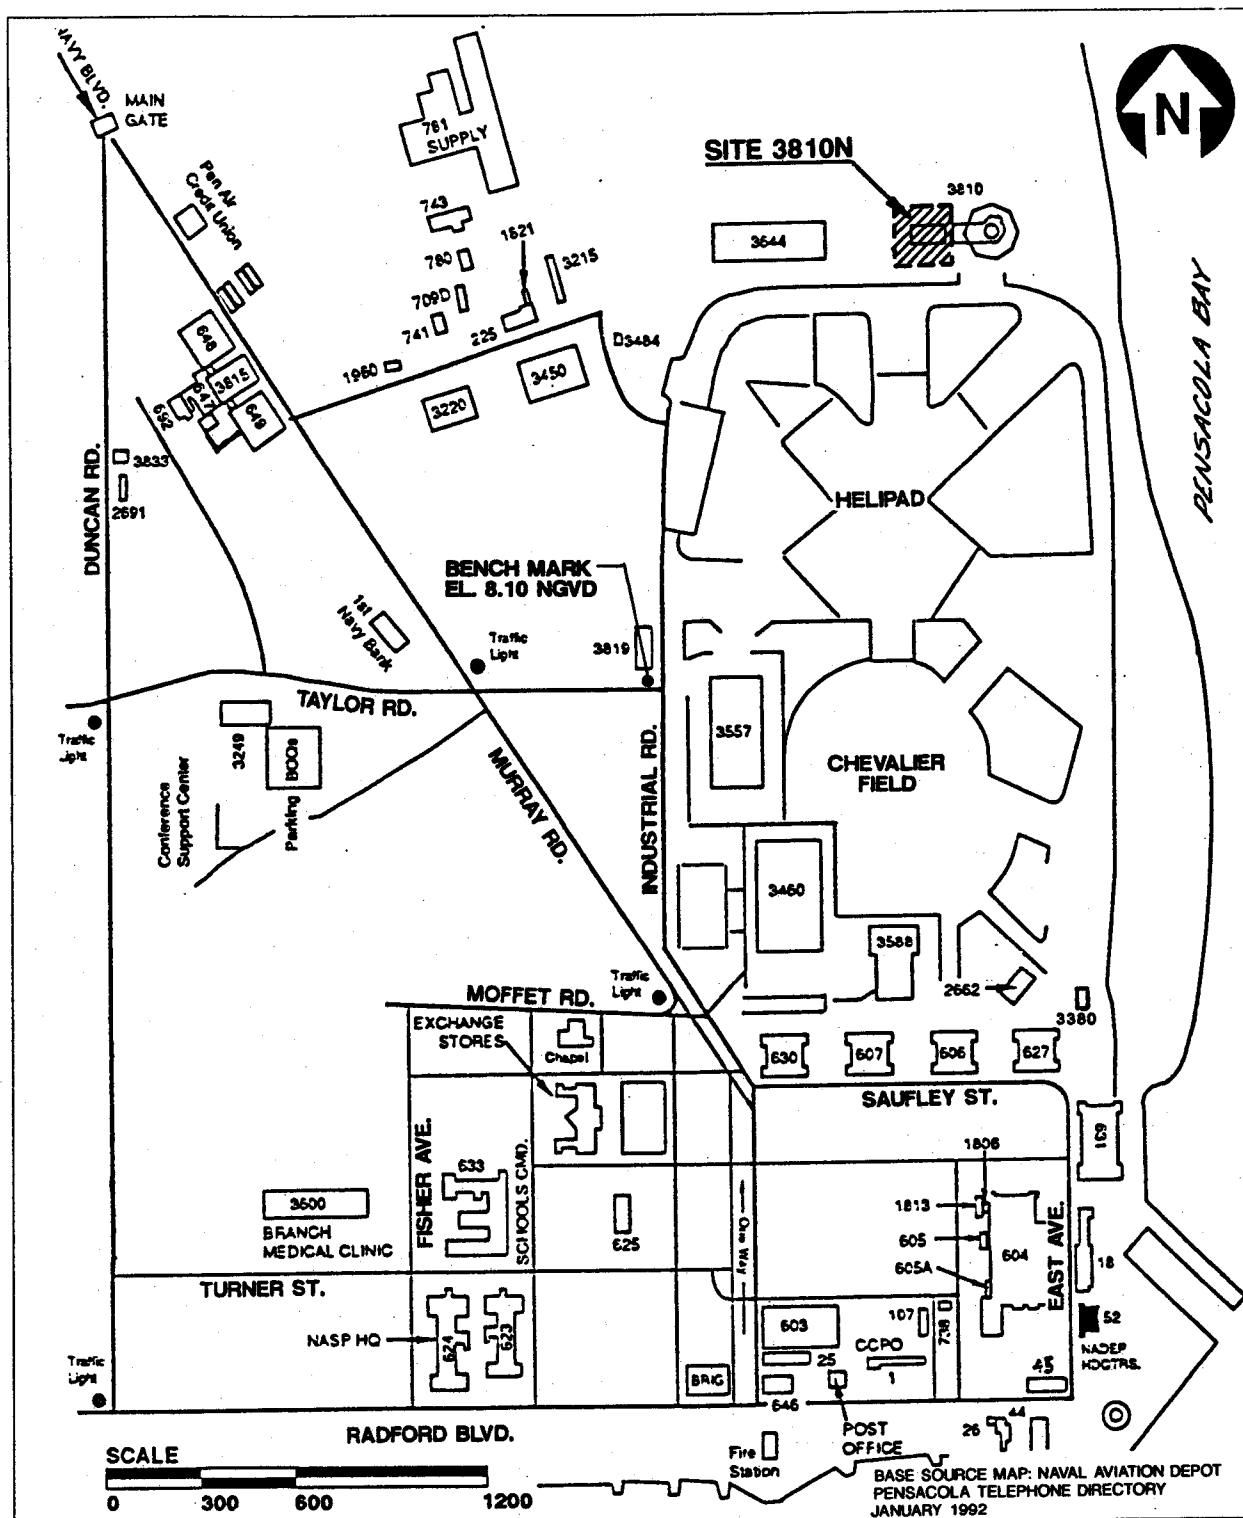 NAVY BLVD.
MAIN
GATE
N
781
SUPPLY
SITE 3810N
3810
Pen Air
Credit Union
743
1821
3644
780
3215
709D
741
225
3484
648
1960
3450
3815
647
692
649
3220
PENSACOLA BAY
3833
2691
DUNCAN RD.
HELIPAD
BENCH MARK
EL. 8.10 NGVD
1st
Navy Bank
Traffic
Light
3819
TAYLOR RD.
Traffic
Light
3249
BOQs
3557
MURRAY RD.
INDUSTRIAL RD.
CHEVALIER
FIELD
Conference
Support Center
Parking
3460
3588
2662
3380
Traffic
Light
MOFFET RD.
EXCHANGE
STORES
Chapel
630
607
606
627
SAUFLEY ST.
631
FISHER AVE.
SCHOOLS CMD.
633
1806
1813
3600
BRANCH
MEDICAL CLINIC
625
One Way
605
604
605A
EAST AVE.
18
TURNER ST.
NASP HQ
624
623
603
107
738
52
NADEP
HDQTRS.
CCPO
25
1
45
Traffic
Light
BRIG
646
RADFORD BLVD.
POST
OFFICE
26
44
Fire
Station
SCALE
0 300 600 1200
BASE SOURCE MAP: NAVAL AVIATION DEPOT
PENSACOLA TELEPHONE DIRECTORY
JANUARY 1992